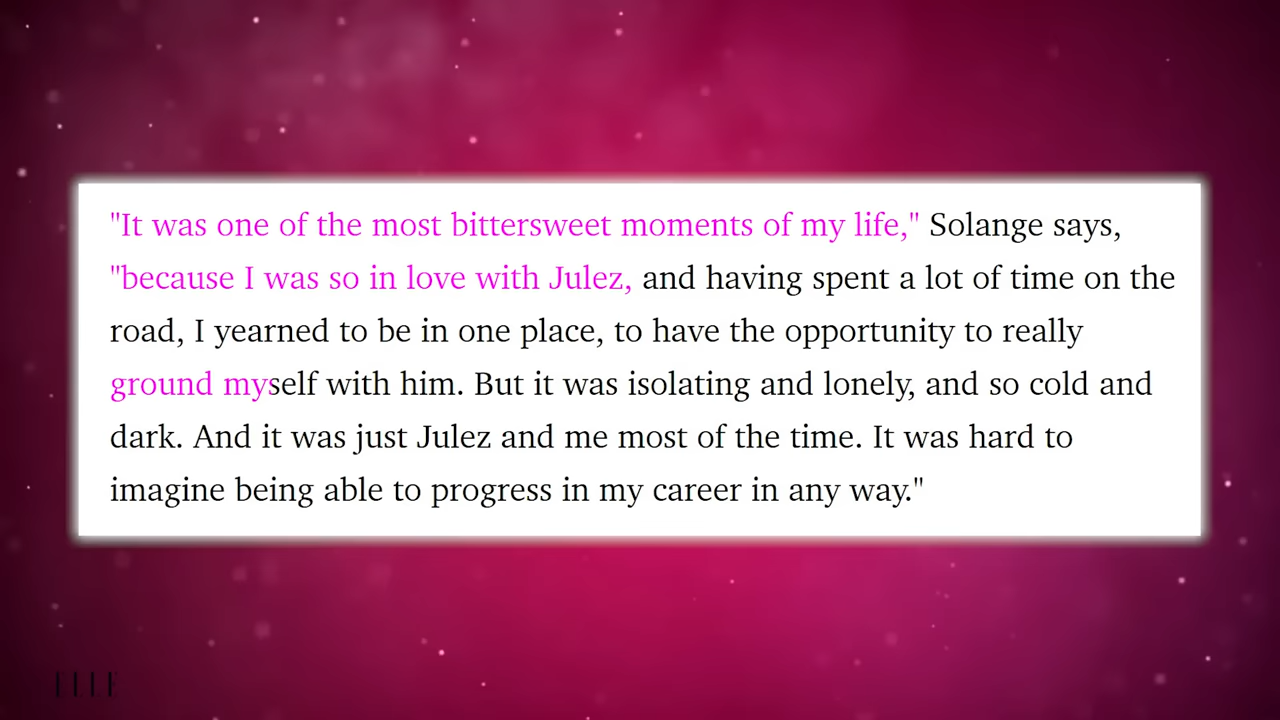 "It was one of the most bittersweet moments of my life," Solange says,
"because I was so in love with Julez, and having spent a lot of time on the
road, I yearned to be in one place, to have the opportunity to really
ground myself with him. But it was isolating and lonely, and so cold and
dark. And it was just Julez and me most of the time. It was hard to
imagine being able to progress in my career in any way."
ELLE